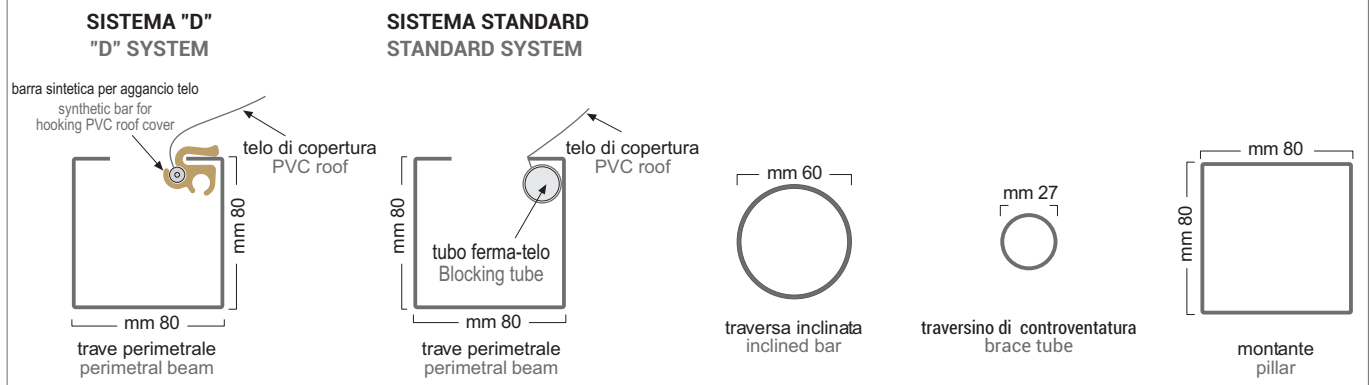 SISTEMA "D"
"D" SYSTEM
barra sintetica per aggancio telo
synthetic bar for
hooking PVC roof cover
telo di copertura
PVC roof
mm 80
mm 80
trave perimetrale
perimetral beam
SISTEMA STANDARD
STANDARD SYSTEM
telo di copertura
PVC roof
mm 80
tubo ferma-telo
Blocking tube
mm 80
trave perimetrale
perimetral beam
mm 60
traversa inclinata
inclined bar
mm 27
traversino di controventatura
brace tube
mm 80
mm 80
montante
pillar